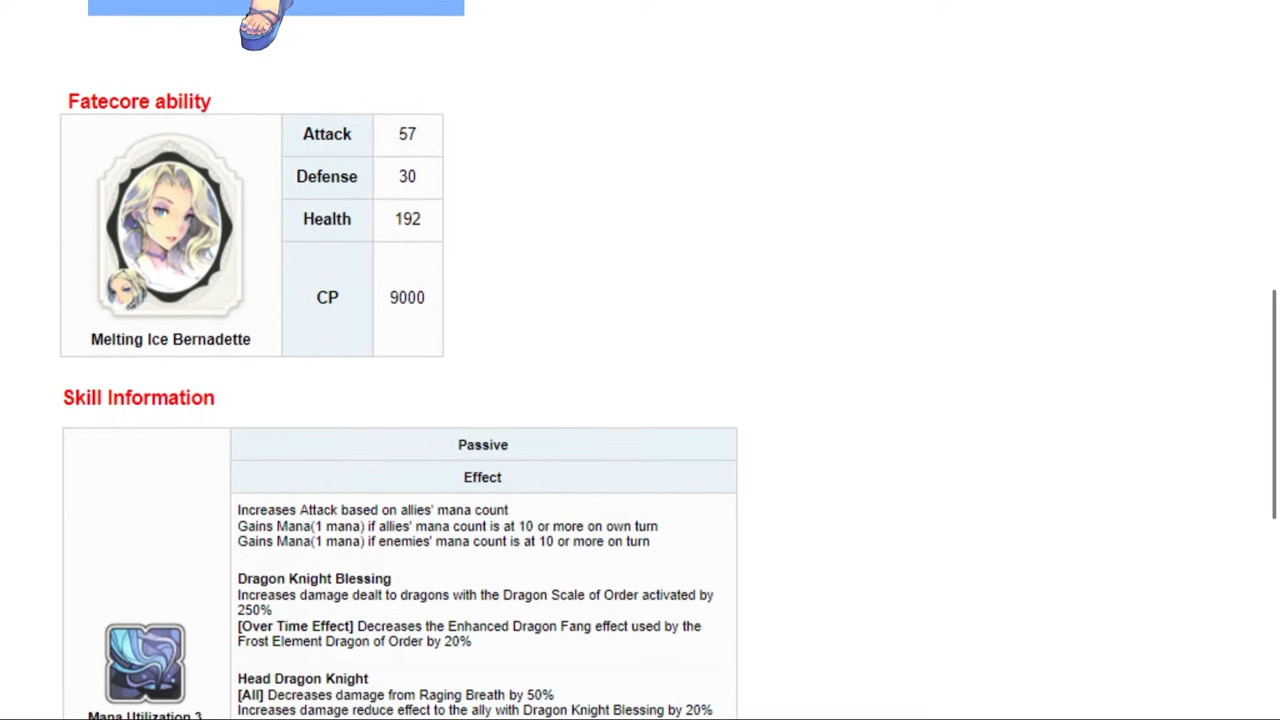 Fatecore ability
Attack 57
Defense 30
Health 192
CP 9000
Melting Ice Bernadette
Skill Information
Passive
Effect
Increases Attack based on allies' mana count
Gains Mana(1 mana) if allies' mana count is at 10 or more on own turn
Gains Mana(1 mana) if enemies' mana count is at 10 or more on turn
Dragon Knight Blessing
Increases damage dealt to dragons with the Dragon Scale of Order activated by
250%
[Over Time Effect] Decreases the Enhanced Dragon Fang effect used by the
Frost Element Dragon of Order by 20%
Head Dragon Knight
[All] Decreases damage from Raging Breath by 50%
Increases damage reduce effect to the ally with Dragon Knight Blessing by 20%
Mana Utilization 3